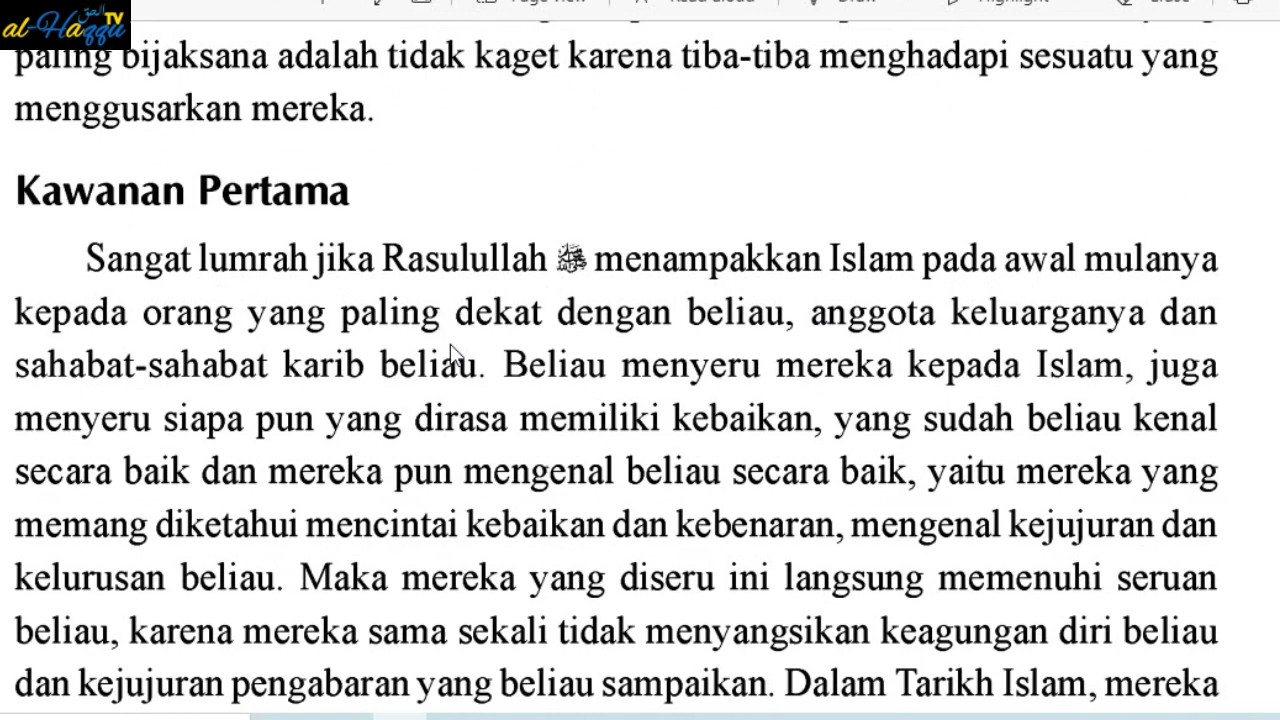 الحق
al-Haqqu TV
paling bijaksana adalah tidak kaget karena tiba-tiba menghadapi sesuatu yang
menggusarkan mereka.
Kawanan Pertama
Sangat lumrah jika Rasulullah ﷺ menampakkan Islam pada awal mulanya
kepada orang yang paling dekat dengan beliau, anggota keluarganya dan
sahabat-sahabat karib beliau. Beliau menyeru mereka kepada Islam, juga
menyeru siapa pun yang dirasa memiliki kebaikan, yang sudah beliau kenal
secara baik dan mereka pun mengenal beliau secara baik, yaitu mereka yang
memang diketahui mencintai kebaikan dan kebenaran, mengenal kejujuran dan
kelurusan beliau. Maka mereka yang diseru ini langsung memenuhi seruan
beliau, karena mereka sama sekali tidak menyangsikan keagungan diri beliau
dan kejujuran pengabaran yang beliau sampaikan. Dalam Tarikh Islam, mereka